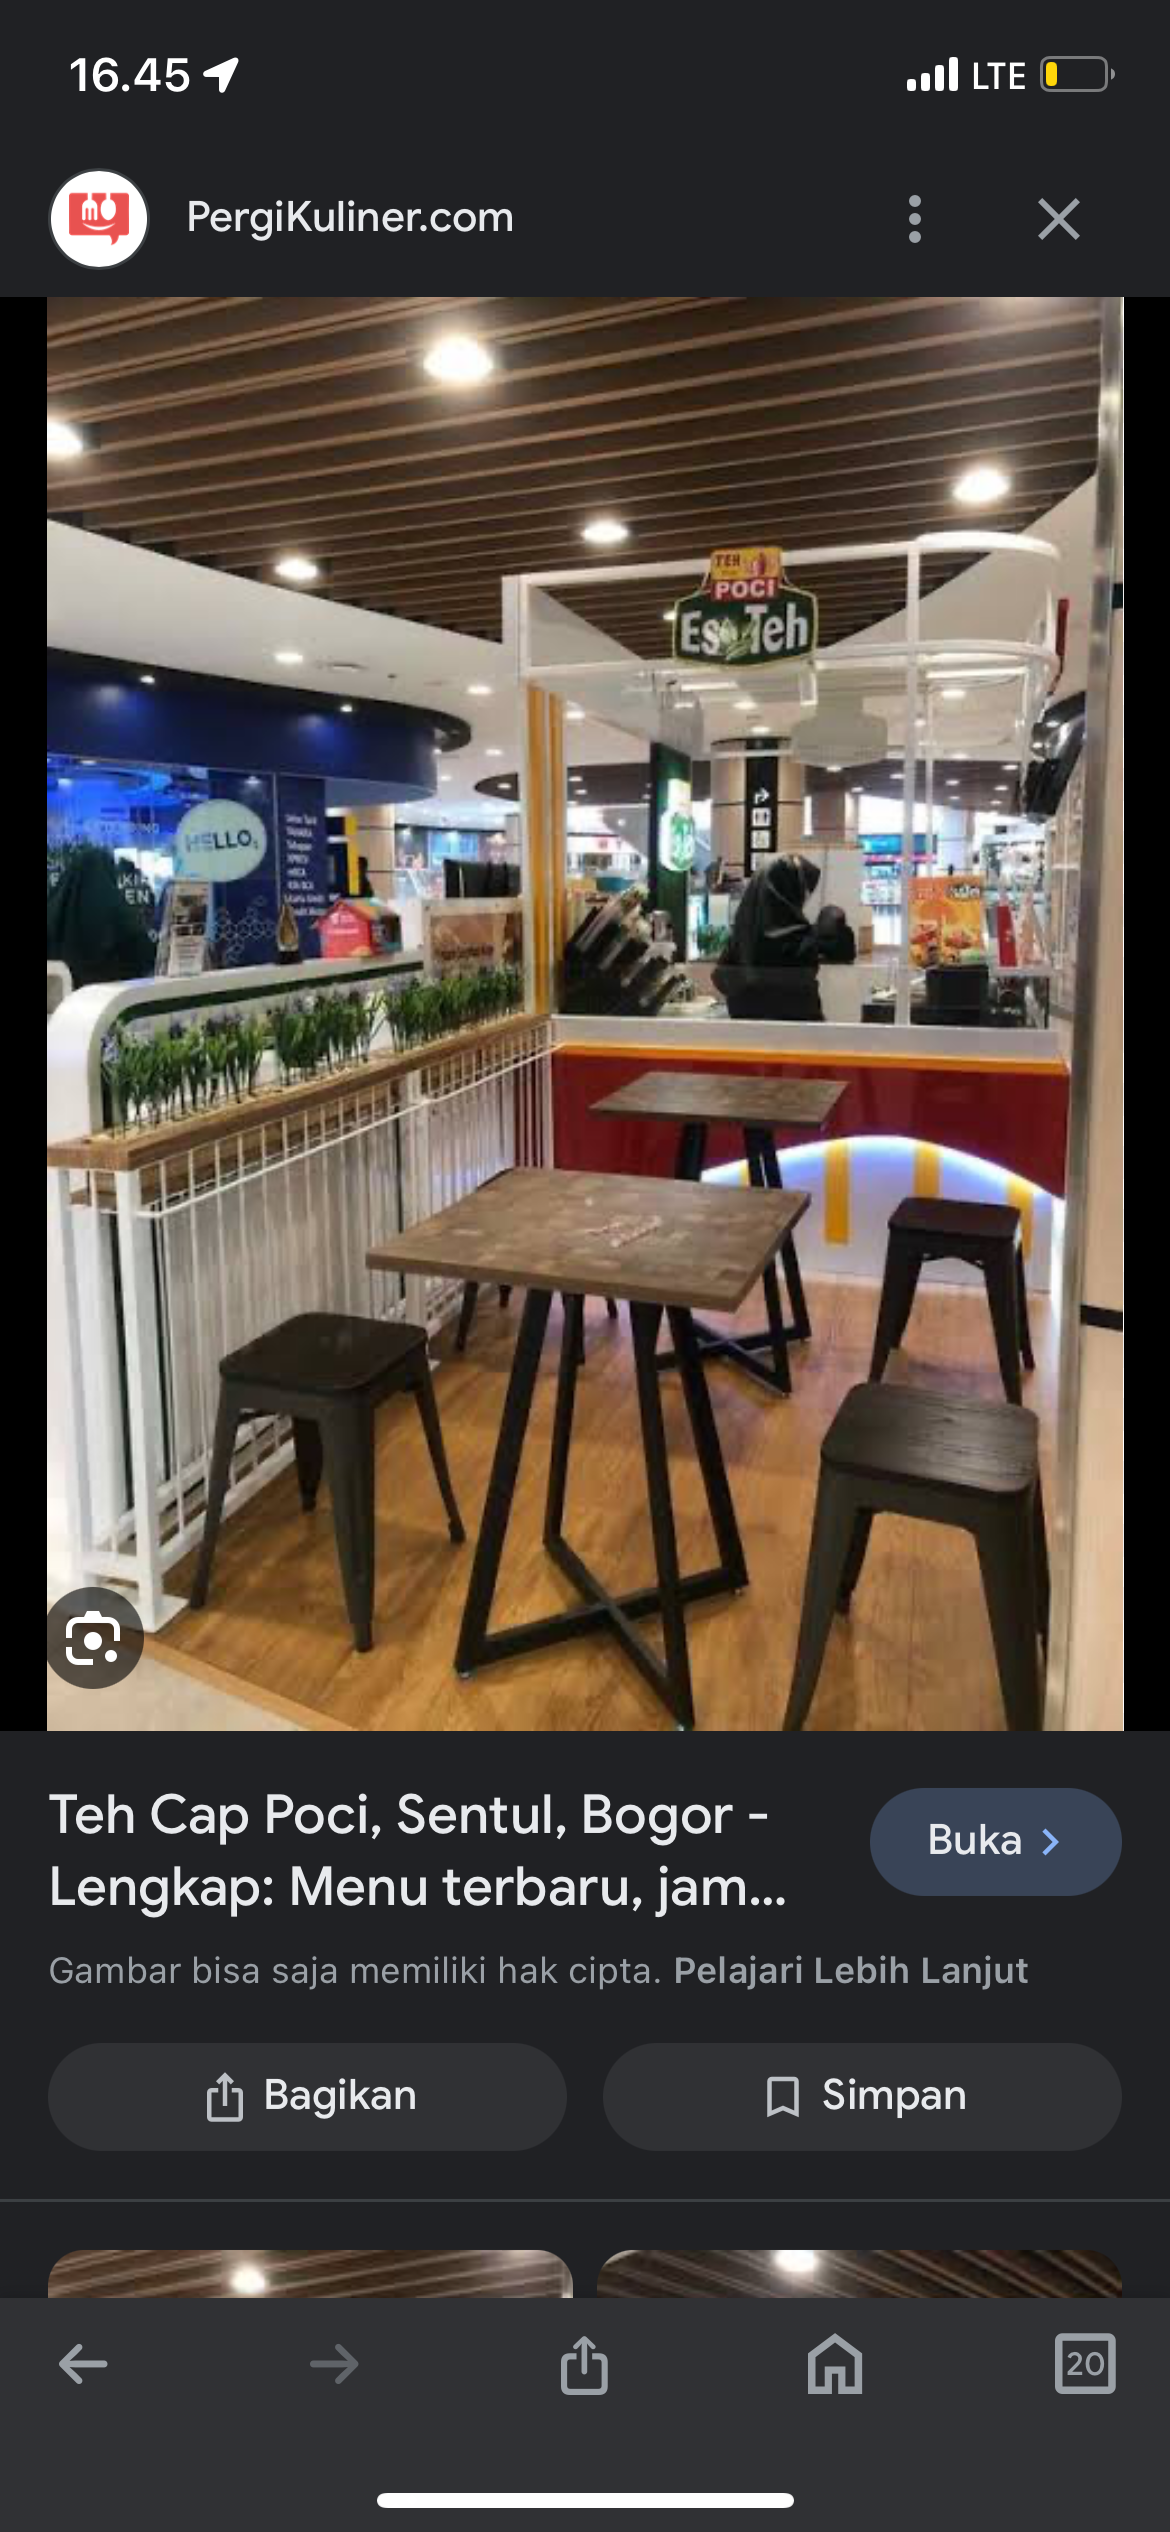 16.45
LTE
PergiKuliner.com
TEH
POCI
Es Teh
HELLO
Teh Cap Poci, Sentul, Bogor -
Lengkap: Menu terbaru, jam...
Buka
Gambar bisa saja memiliki hak cipta. Pelajari Lebih Lanjut
Bagikan
Simpan
20